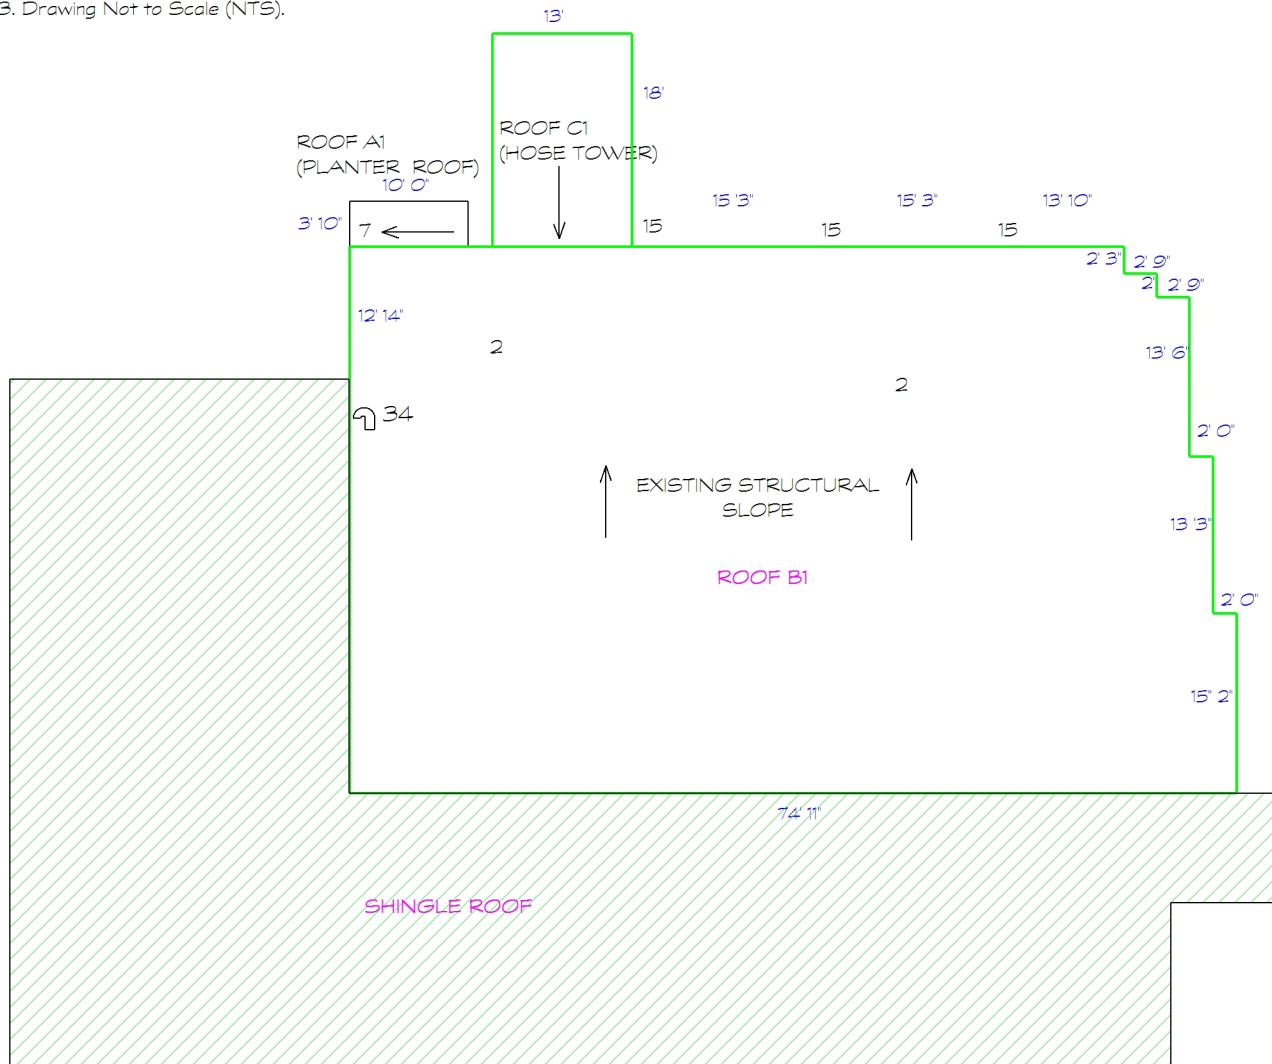 3. Drawing Not to Scale (NTS).
13'
18'
ROOF A1
(PLANTER ROOF)
ROOF C1
(HOSE TOWER)
10' 0"
3' 10"
7
15
15 '3"
15
15' 3"
15
13' 10"
2' 3"
2' 9"
2'
2' 9"
12' 14"
2
13' 6"
2
34
2' 0"
EXISTING STRUCTURAL
SLOPE
13 '3"
ROOF B1
2' 0"
15" 2"
74' 11"
SHINGLE ROOF